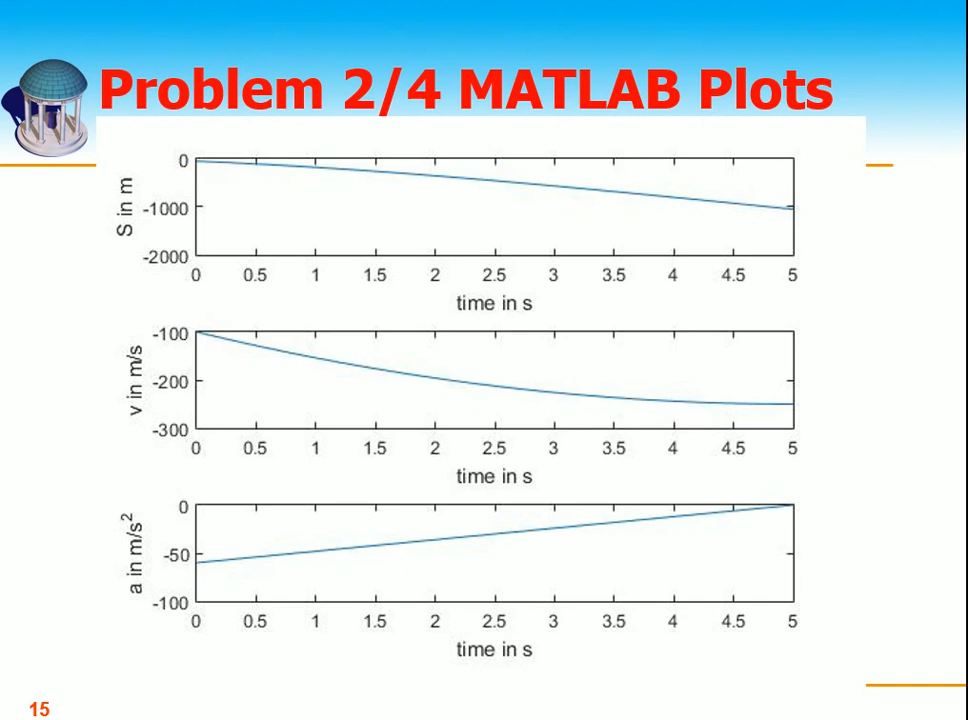 Problem 2/4 MATLAB Plots
0
-1000
-2000
S in m
0 0.5 1 1.5 2 2.5 3 3.5 4 4.5 5
time in s
-100
-200
-300
v in m/s
0 0.5 1 1.5 2 2.5 3 3.5 4 4.5 5
time in s
0
-50
-100
a in m/s²
0 0.5 1 1.5 2 2.5 3 3.5 4 4.5 5
time in s
15